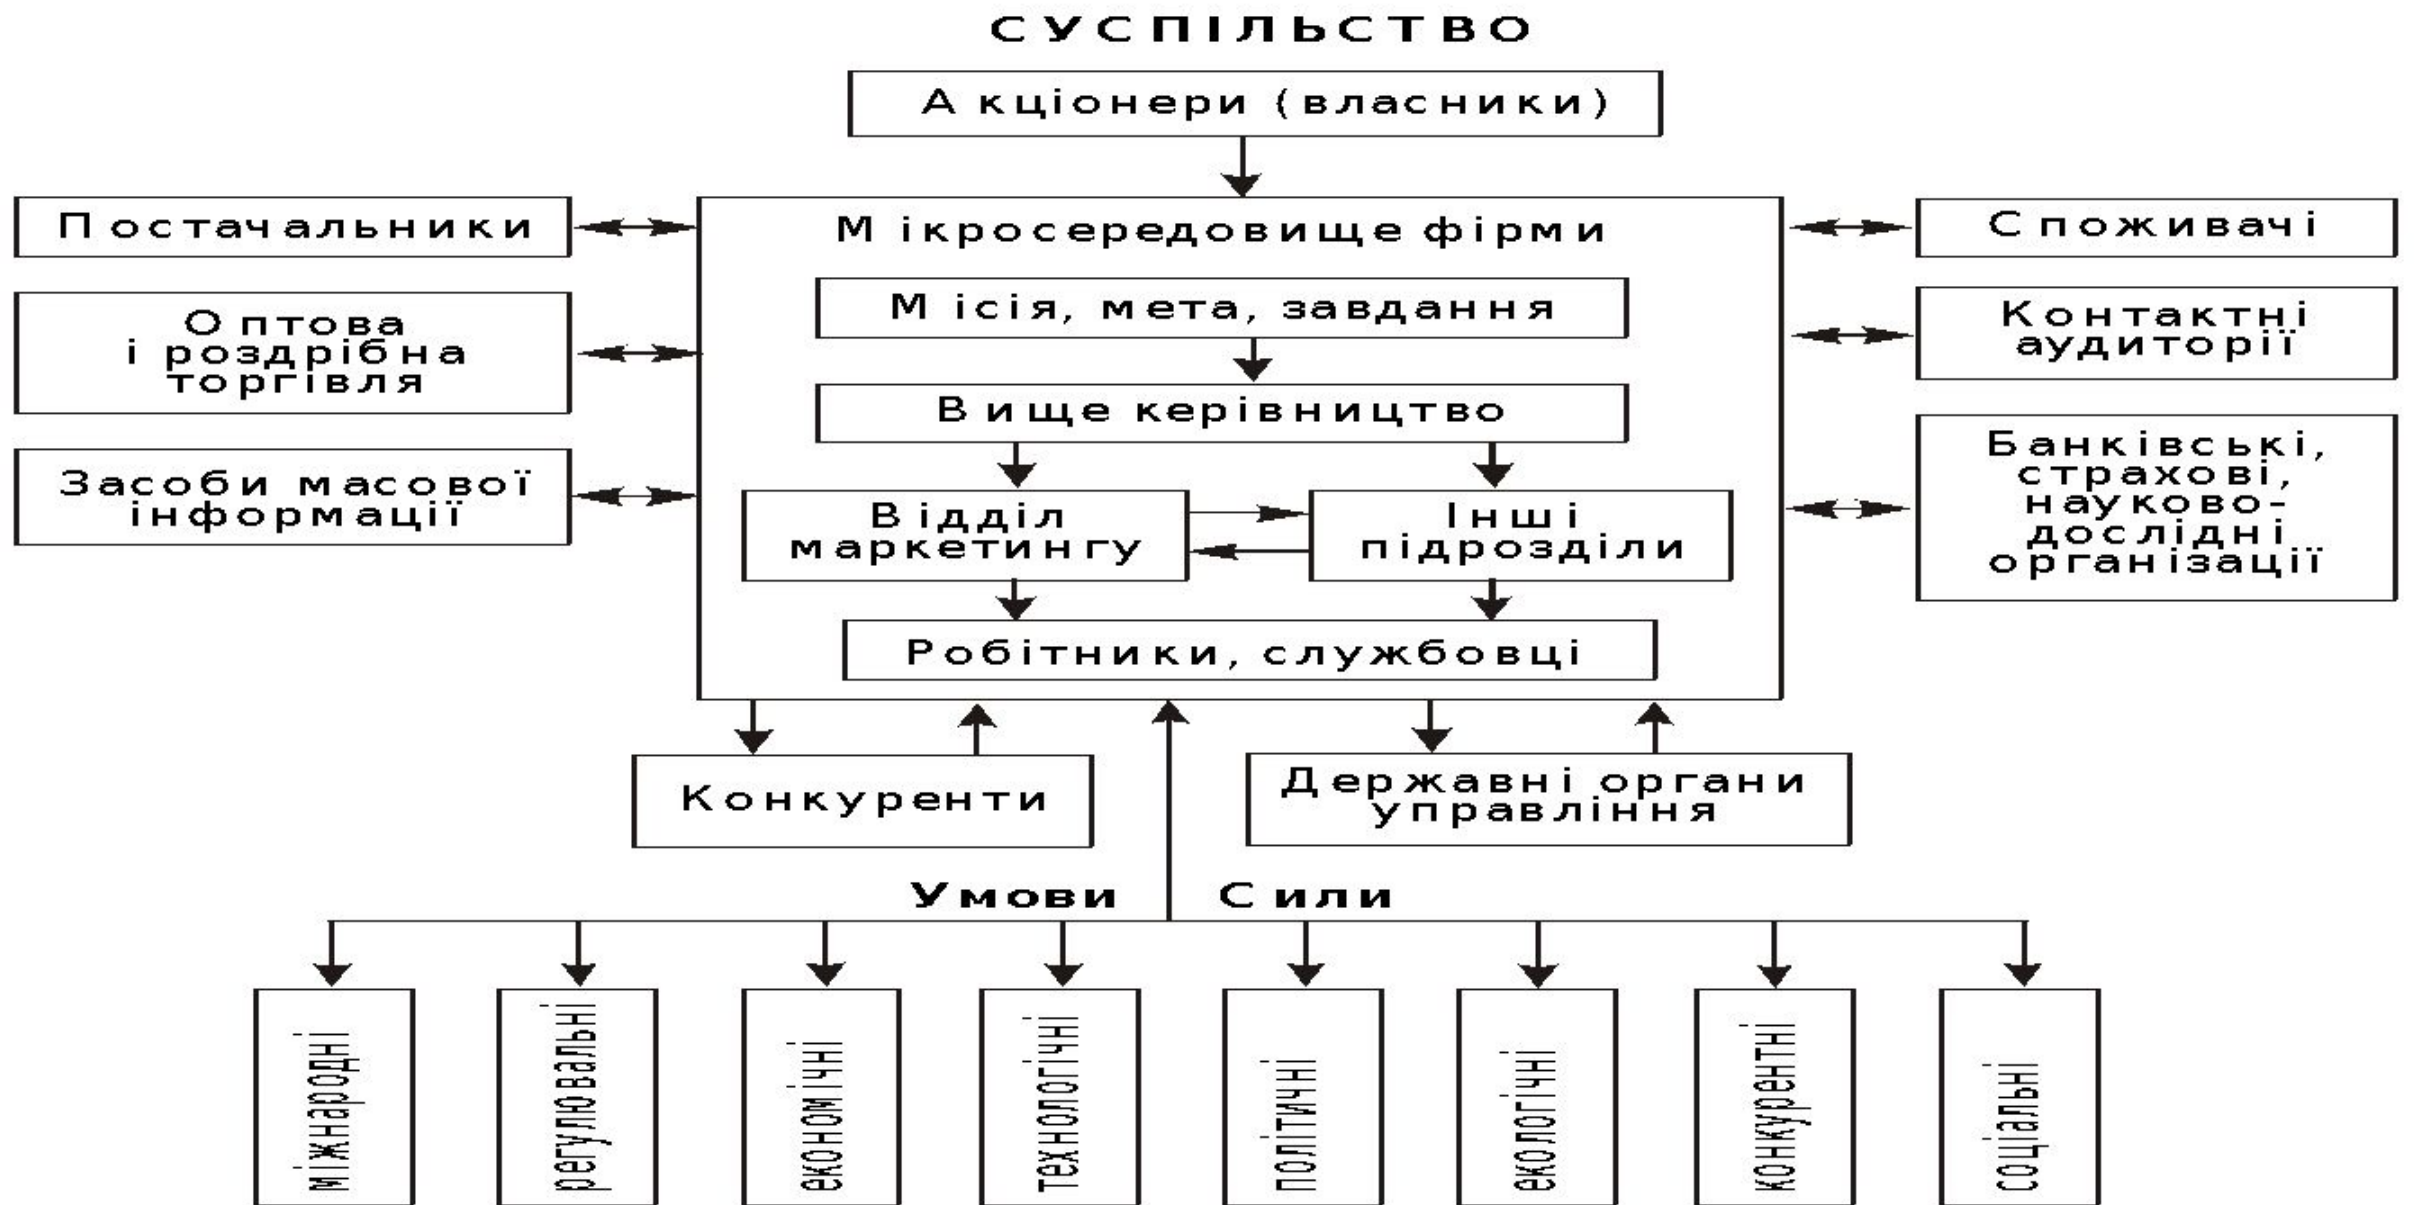 СУСПІЛЬСТВО
Акціонери (власники)
Постачальники
Оптова
і роздрібна
торгівля
Засоби масової
інформації
Мікросередовище фірми
Місія, мета, завдання
Вище керівництво
Відділ
маркетингу
Інші
підрозділи
Робітники, службовці
Споживачі
Контактні
аудиторії
Банківські,
страхові,
науково-
дослідні
організації
Конкуренти
Державні органи
управління
Умови Сили
міжнародні
регулювальні
економічні
технологічні
політичні
екологічні
конкурентні
соціальні